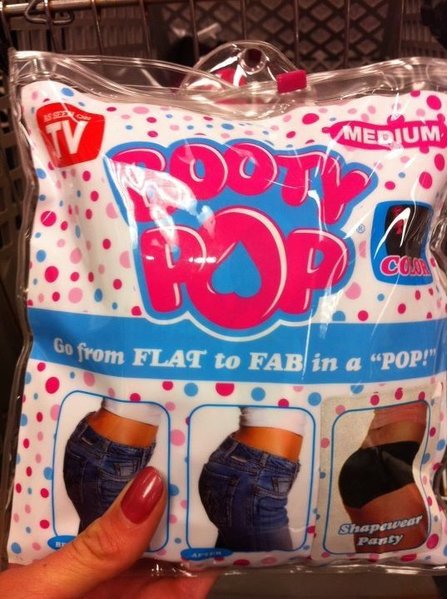 AS SEEN ON
TV
MEDIUM
BOOTY
POP
®
COLOR
Go from FLAT to FAB in a "POP!"
AFTER
Shapewear
Panty